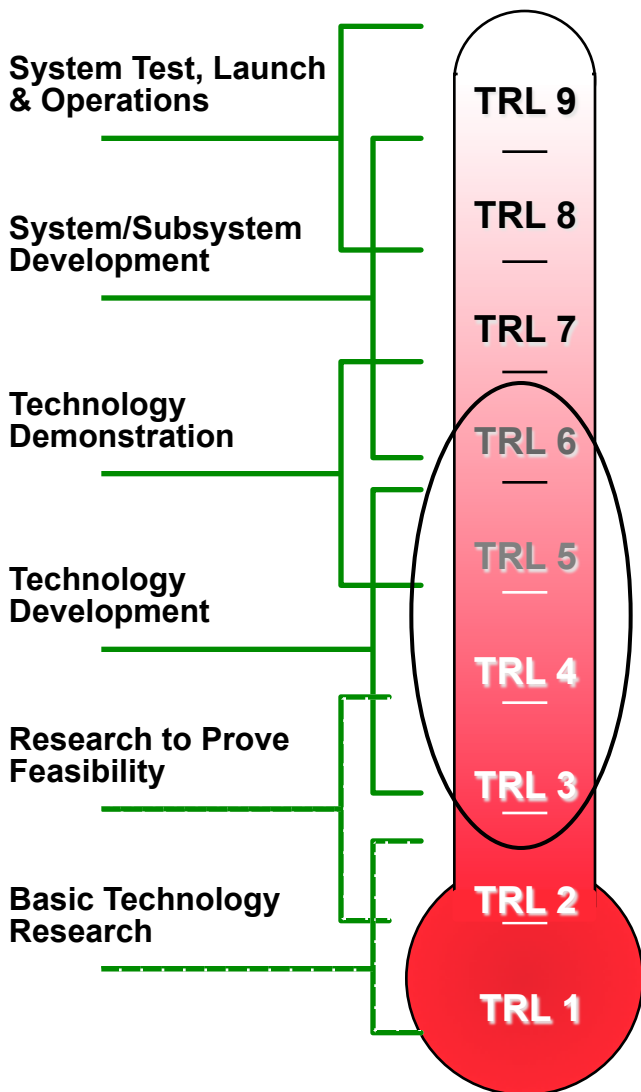 System Test, Launch
& Operations
System/Subsystem
Development
Technology
Demonstration
Technology
Development
Research to Prove
Feasibility
Basic Technology
Research
TRL 9
TRL 8
TRL 7
TRL 6
TRL 5
TRL 4
TRL 3
TRL 2
TRL 1